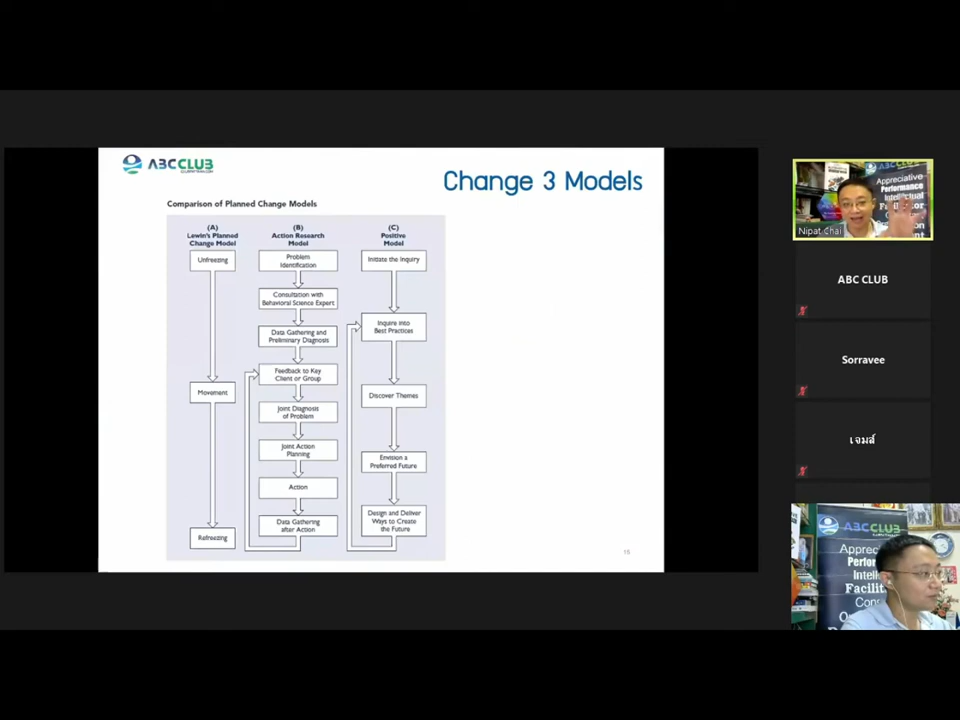 ABC CLUB
Change 3 Models
Comparison of Planned Change Models
(A)
Lewin's Planned
Change Model
Unfreezing
Movement
Refreezing
(B)
Action Research
Model
Problem
Identification
Consultation with
Behavioral Science Expert
Data Gathering and
Preliminary Diagnosis
Feedback to Key
Client or Group
Joint Diagnosis
of Problem
Joint Action
Planning
Action
Data Gathering
after Action
(C)
Positive
Model
Initiate the Inquiry
Inquire into
Best Practices
Discover Themes
Envision a
Preferred Future
Design and Deliver
Ways to Create
the Future
15
Appreciative
Performance
Intellectual
Nipat Chai
ABC CLUB
Sorravee
เจมส์
ABC CLUB